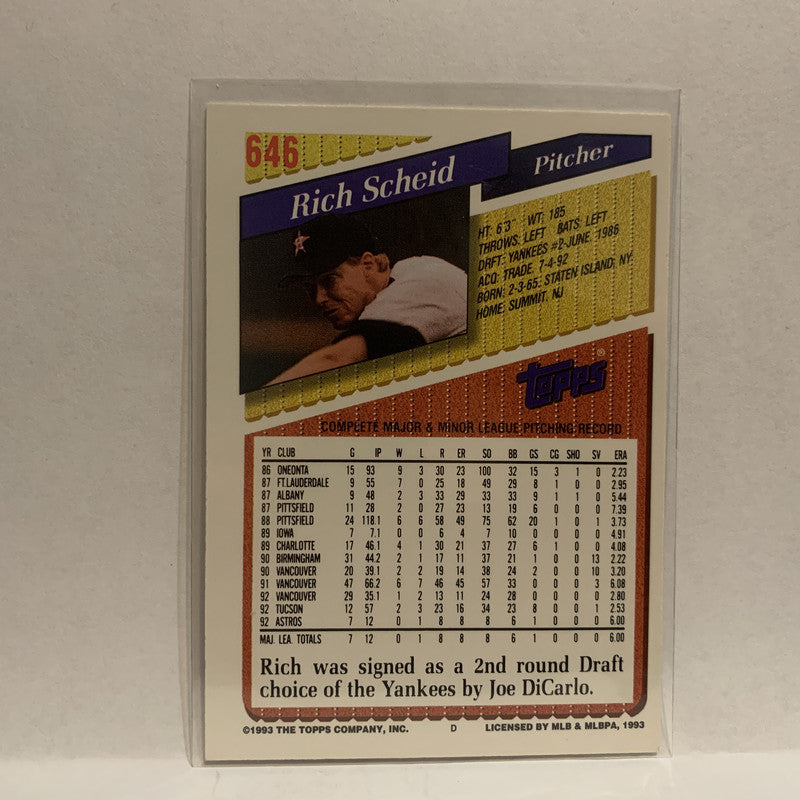 646
Rich Scheid
Pitcher
HT: 6'3" WT: 185
THROWS: LEFT BATS: LEFT
DRFT: YANKEES #2-JUNE, 1986
ACQ: TRADE, 7-4-92
BORN: 2-3-65, STATEN ISLAND, NY
HOME: SUMMIT, NJ
topps®
COMPLETE MAJOR & MINOR LEAGUE PITCHING RECORD
YR CLUB G IP W L R ER SO BB GS CG SHO SV ERA
86 ONEONTA 15 93 9 3 30 23 100 32 15 3 1 0 2.23
87 FT.LAUDERDALE 9 55 7 0 25 18 49 29 8 1 0 0 2.95
87 ALBANY 9 48 2 3 33 29 33 29 9 1 1 0 5.44
87 PITTSFIELD 11 28 2 0 27 23 13 19 6 0 0 0 7.39
88 PITTSFIELD 24 118.1 6 6 58 49 75 62 20 1 0 1 3.73
89 IOWA 7 7.1 0 0 6 4 7 10 0 0 0 0 4.91
89 CHARLOTTE 17 46.1 4 1 30 21 37 27 6 1 0 0 4.08
90 BIRMINGHAM 31 44.2 2 1 17 11 37 21 1 0 0 13 2.22
90 VANCOUVER 20 39.1 2 2 19 14 38 24 2 0 0 10 3.20
91 VANCOUVER 47 66.2 6 7 46 45 57 33 0 0 0 3 6.08
92 VANCOUVER 29 35.1 1 2 13 11 24 28 0 0 0 0 2.80
92 TUCSON 12 57 2 3 23 16 34 23 8 0 0 1 2.53
92 ASTROS 7 12 0 1 8 8 8 6 1 0 0 0 6.00
MAJ. LEA. TOTALS 7 12 0 1 8 8 8 6 1 0 0 0 6.00
Rich was signed as a 2nd round Draft
choice of the Yankees by Joe DiCarlo.
©1993 THE TOPPS COMPANY, INC. D LICENSED BY MLB & MLBPA, 1993